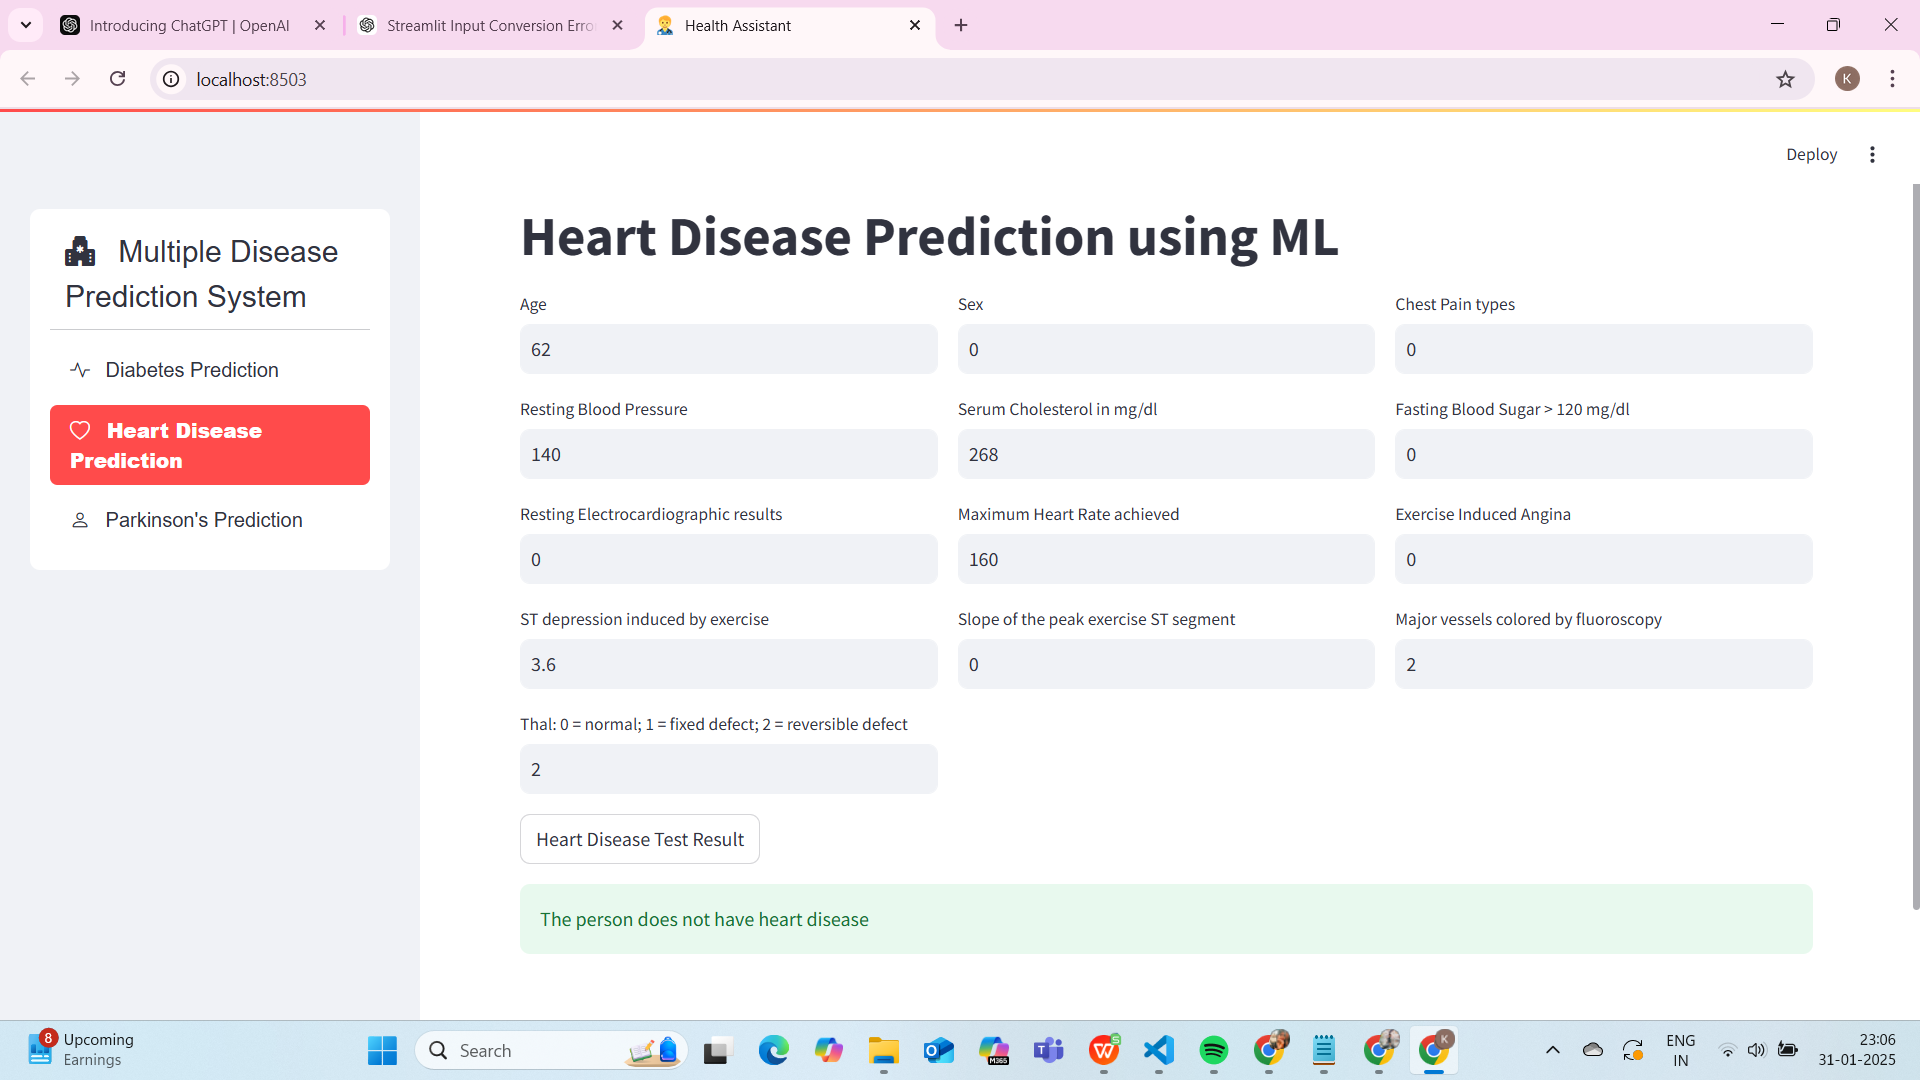 Introducing ChatGPT | OpenAI
Streamlit Input Conversion Erro
Health Assistant
localhost:8503
K
Deploy
Multiple Disease
Prediction System
Diabetes Prediction
Heart Disease
Prediction
Parkinson's Prediction
Heart Disease Prediction using ML
Age
Sex
Chest Pain types
62
0
0
Resting Blood Pressure
Serum Cholesterol in mg/dl
Fasting Blood Sugar > 120 mg/dl
140
268
0
Resting Electrocardiographic results
Maximum Heart Rate achieved
Exercise Induced Angina
0
160
0
ST depression induced by exercise
Slope of the peak exercise ST segment
Major vessels colored by fluoroscopy
3.6
0
2
Thal: 0 = normal; 1 = fixed defect; 2 = reversible defect
2
Heart Disease Test Result
The person does not have heart disease
8
Upcoming
Earnings
Search
M365
K
ENG
IN
23:06
31-01-2025